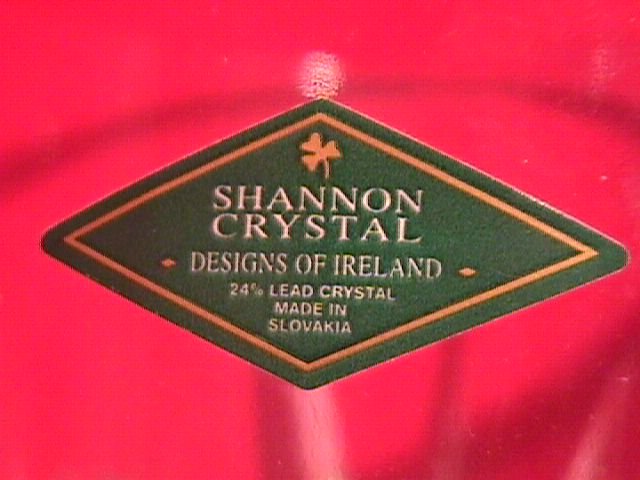 SHANNON
CRYSTAL
DESIGNS OF IRELAND
24% LEAD CRYSTAL
MADE IN
SLOVAKIA